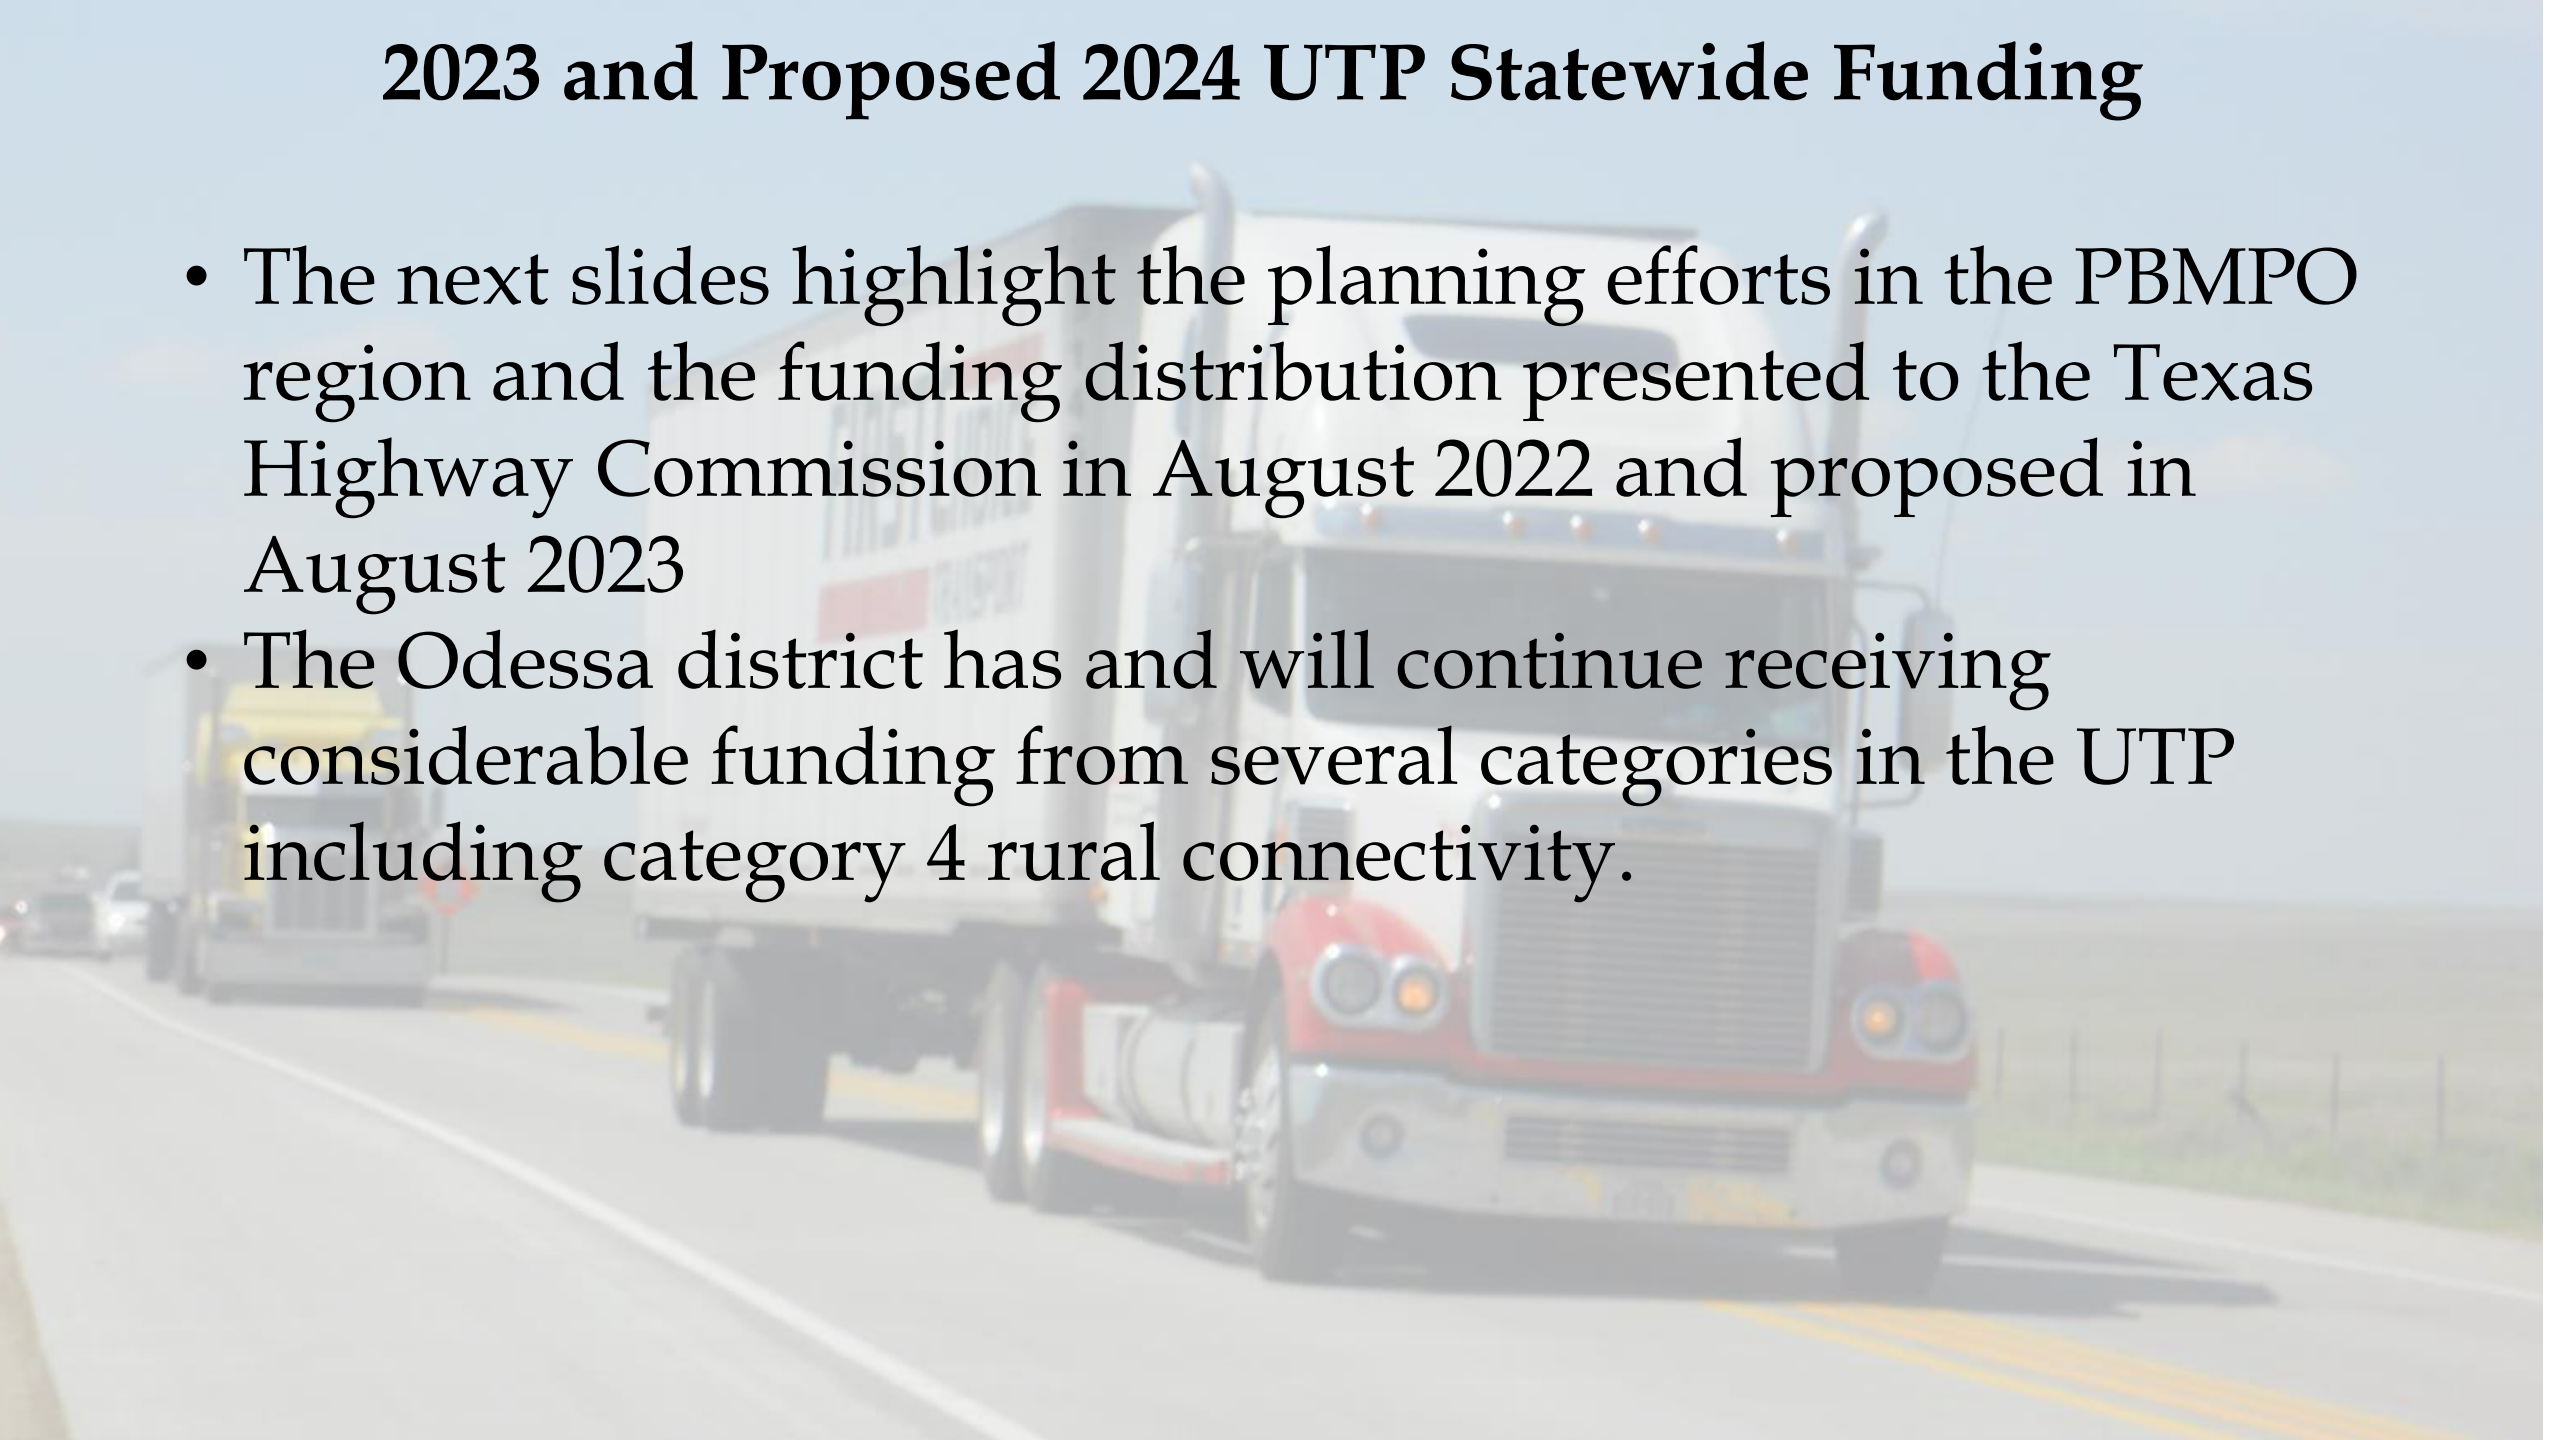 2023 and Proposed 2024 UTP Statewide Funding
• The next slides highlight the planning efforts in the PBMPO
region and the funding distribution presented to the Texas
Highway Commission in August 2022 and proposed in
August 2023
• The Odessa district has and will continue receiving
considerable funding from several categories in the UTP
including category 4 rural connectivity.
TRANSPORT